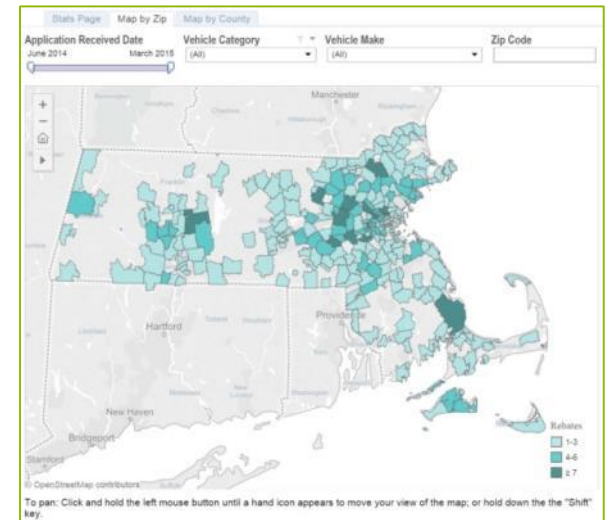 Stats Page Map by Zip Map by County
Application Received Date Vehicle Category Vehicle Make Zip Code
June 2014 March 2015 (All) (All)
Manchester
Franklin
Providence
Hartford
New Haven
Bridgeport
Stamford
Rebates
1-3
4-6
≥ 7
© OpenStreetMap contributors
To pan: Click and hold the left mouse button until a hand icon appears to move your view of the map; or hold down the the "Shift"
key.